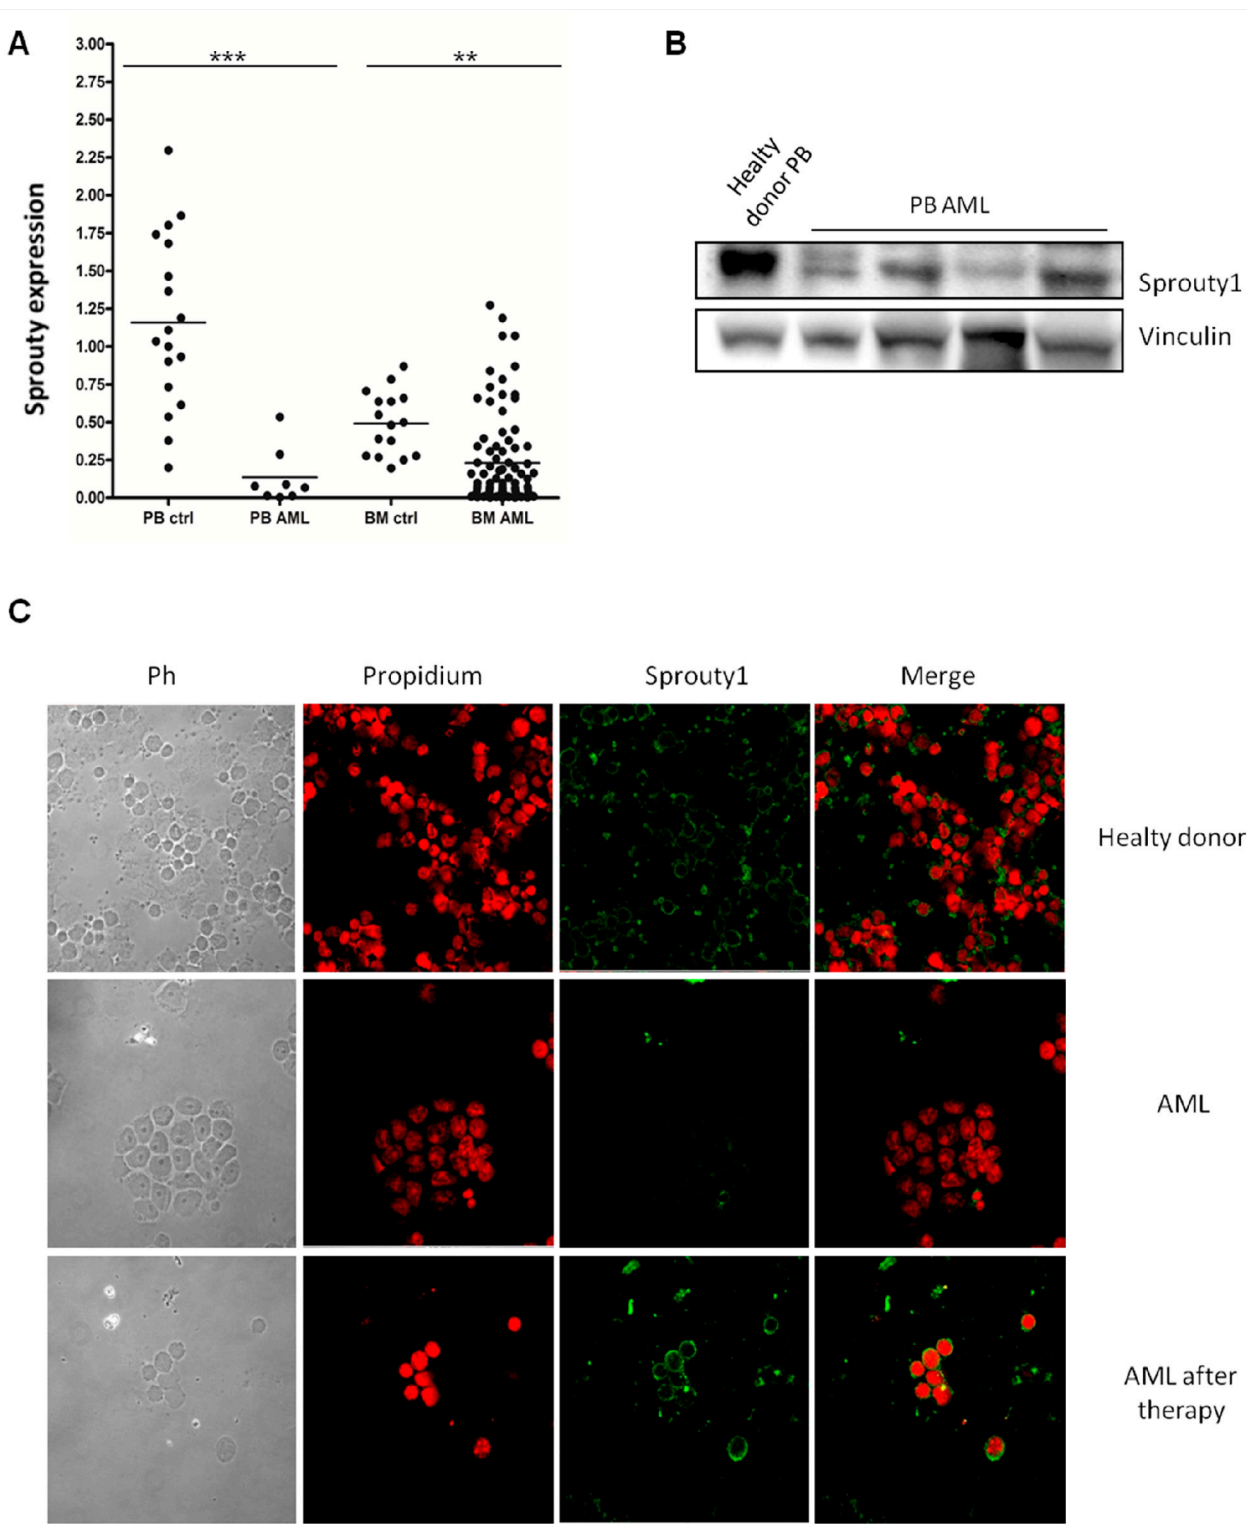 A
***
**
3.00
2.75
2.50
2.25
2.00
1.75
1.50
1.25
1.00
0.75
0.50
0.25
0.00
Sprouty expression
PB ctrl
PB AML
BM ctrl
BM AML
B
Healty
donor PB
PB AML
Sprouty1
Vinculin
C
Ph
Propidium
Sprouty1
Merge
Healty donor
AML
AML after
therapy